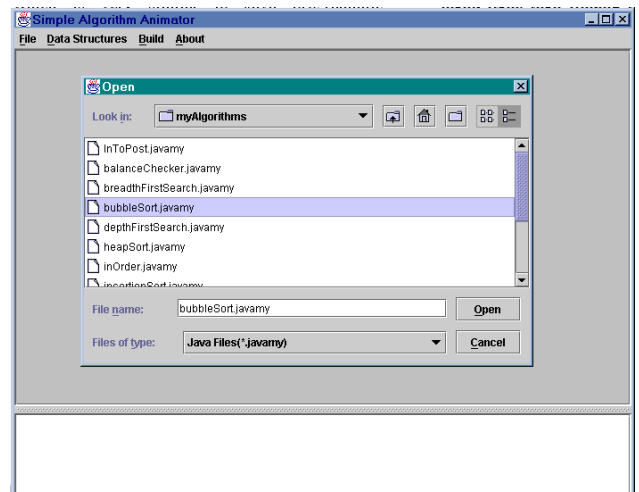 Simple Algorithm Animator
File Data Structures Build About
Open
Look in: myAlgorithms
InToPost.javamy
balanceChecker.javamy
breadthFirstSearch.javamy
bubbleSort.javamy
depthFirstSearch.javamy
heapSort.javamy
inOrder.javamy
insertionSort.javamy
File name: bubbleSort.javamy Open
Files of type: Java Files(*.javamy) Cancel